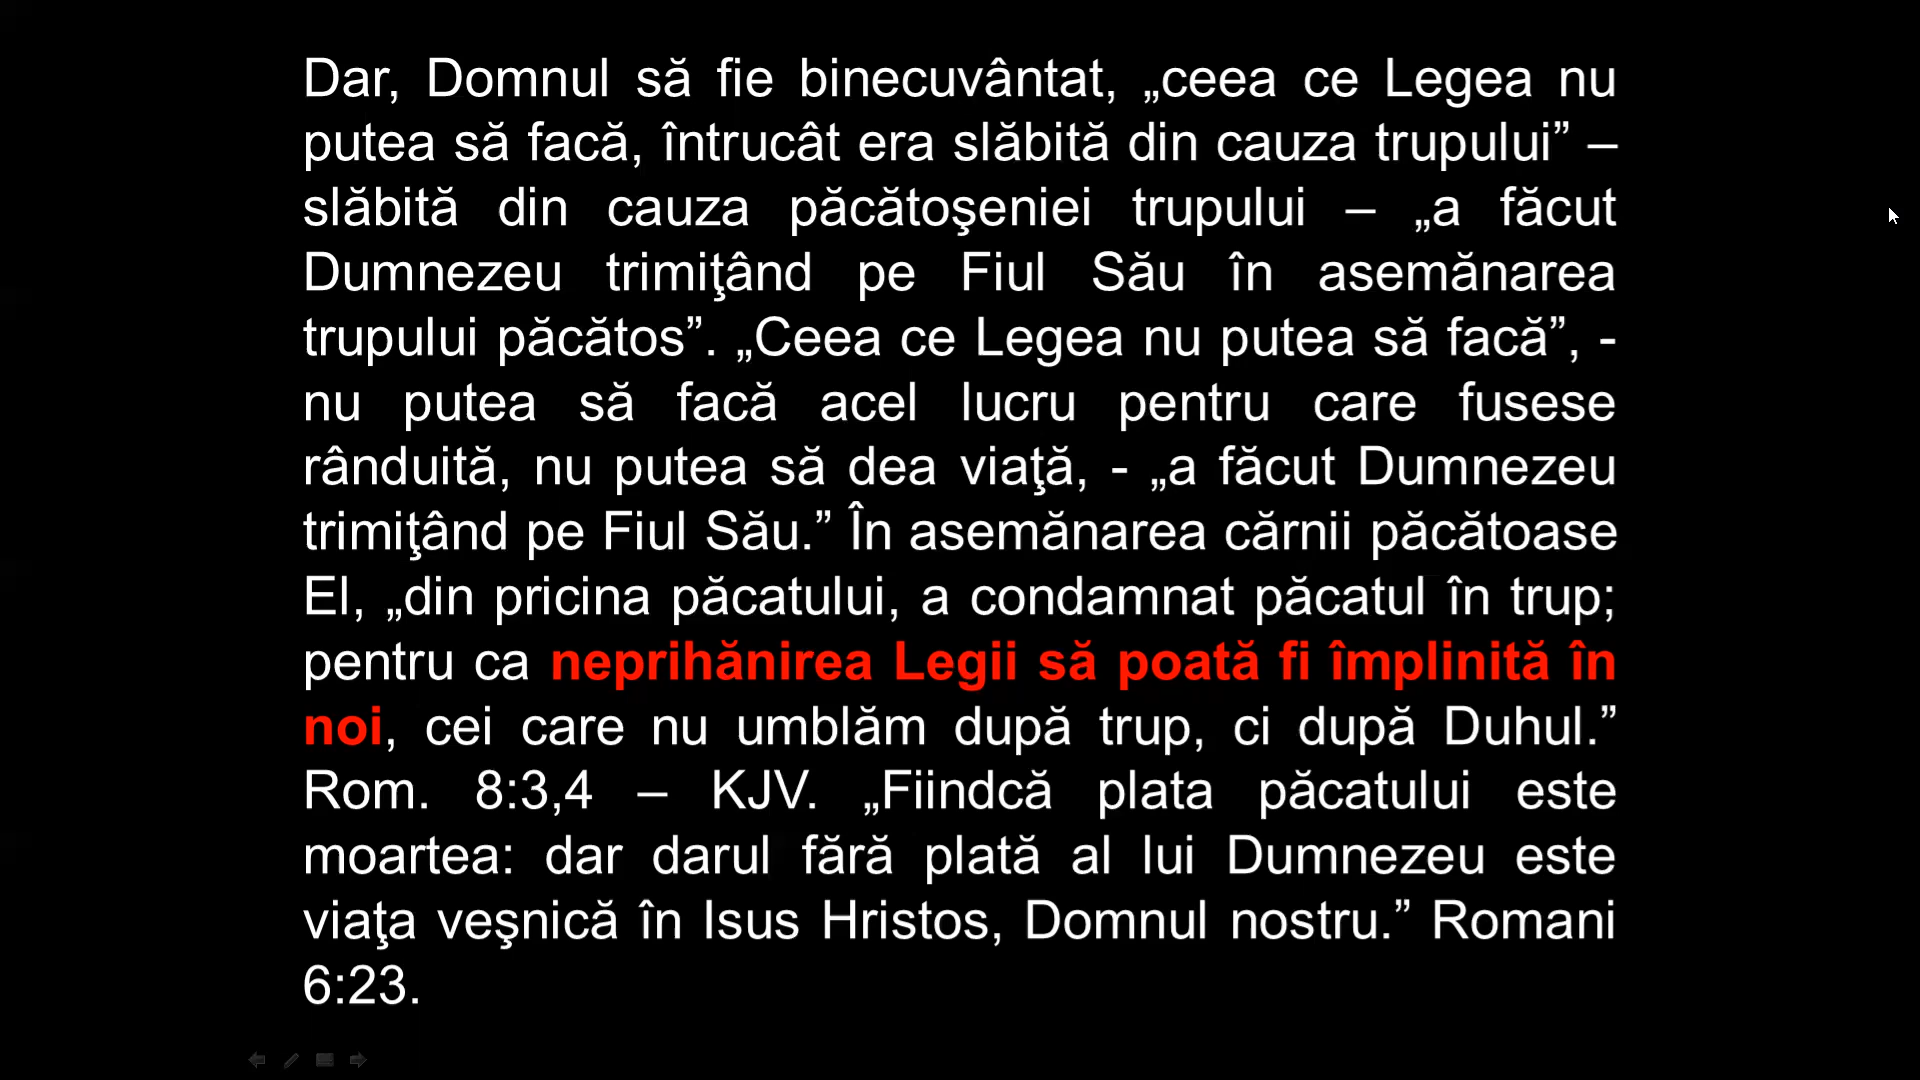 Dar, Domnul să fie binecuvântat, „ceea ce Legea nu
putea să facă, întrucât era slăbită din cauza trupului” –
slăbită din cauza păcătoşeniei trupului – „a făcut
Dumnezeu trimiţând pe Fiul Său în asemănarea
trupului păcătos”. „Ceea ce Legea nu putea să facă”, -
nu putea să facă acel lucru pentru care fusese
rânduită, nu putea să dea viaţă, - „a făcut Dumnezeu
trimiţând pe Fiul Său.” În asemănarea cărnii păcătoase
El, „din pricina păcatului, a condamnat păcatul în trup;
pentru ca neprihănirea Legii să poată fi împlinită în
noi, cei care nu umblăm după trup, ci după Duhul.”
Rom. 8:3,4 – KJV. „Fiindcă plata păcatului este
moartea: dar darul fără plată al lui Dumnezeu este
viaţa veşnică în Isus Hristos, Domnul nostru.” Romani
6:23.